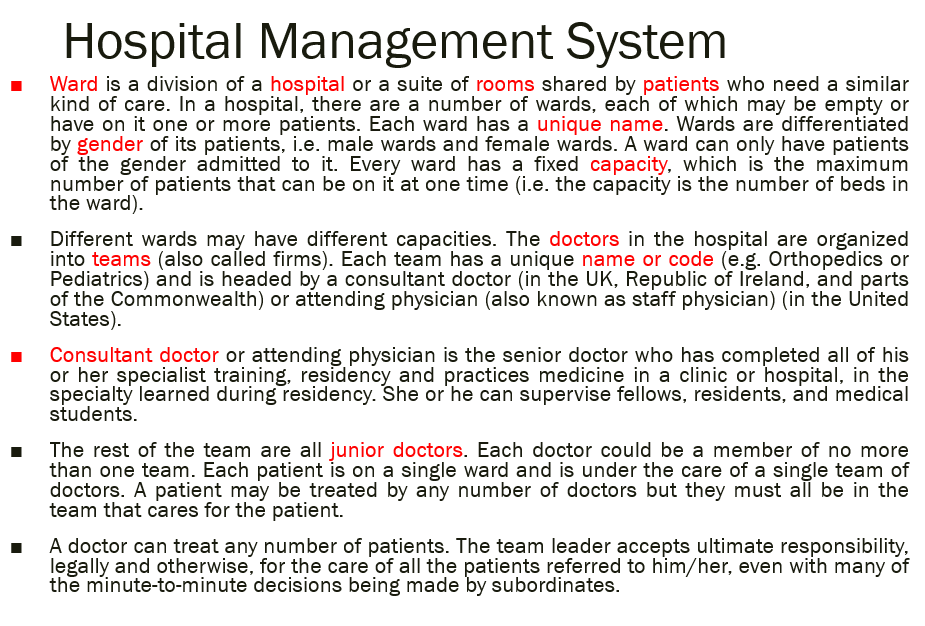 Hospital Management System
▪ Ward is a division of a hospital or a suite of rooms shared by patients who need a similar
kind of care. In a hospital, there are a number of wards, each of which may be empty or
have on it one or more patients. Each ward has a unique name. Wards are differentiated
by gender of its patients, i.e. male wards and female wards. A ward can only have patients
of the gender admitted to it. Every ward has a fixed capacity, which is the maximum
number of patients that can be on it at one time (i.e. the capacity is the number of beds in
the ward).
▪ Different wards may have different capacities. The doctors in the hospital are organized
into teams (also called firms). Each team has a unique name or code (e.g. Orthopedics or
Pediatrics) and is headed by a consultant doctor (in the UK, Republic of Ireland, and parts
of the Commonwealth) or attending physician (also known as staff physician) (in the United
States).
▪ Consultant doctor or attending physician is the senior doctor who has completed all of his
or her specialist training, residency and practices medicine in a clinic or hospital, in the
specialty learned during residency. She or he can supervise fellows, residents, and medical
students.
▪ The rest of the team are all junior doctors. Each doctor could be a member of no more
than one team. Each patient is on a single ward and is under the care of a single team of
doctors. A patient may be treated by any number of doctors but they must all be in the
team that cares for the patient.
▪ A doctor can treat any number of patients. The team leader accepts ultimate responsibility,
legally and otherwise, for the care of all the patients referred to him/her, even with many of
the minute-to-minute decisions being made by subordinates.